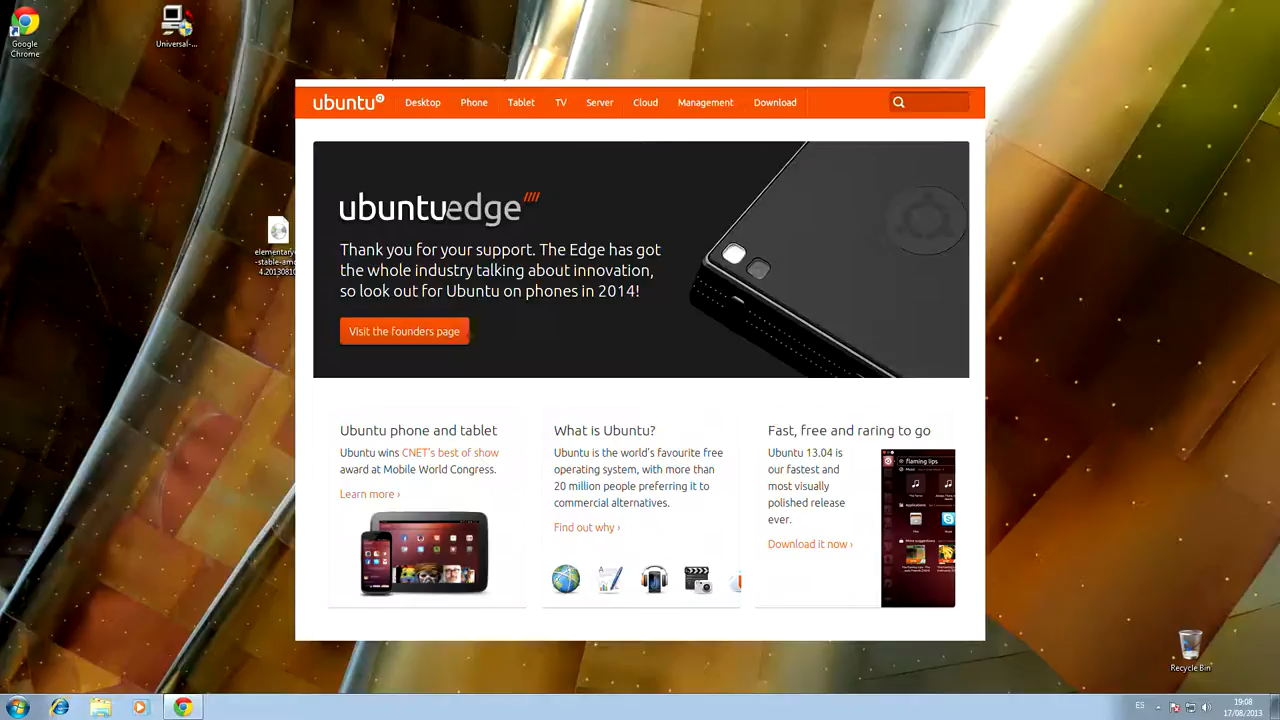 Google
Chrome
Universal-...
ubuntu
Desktop
Phone
Tablet
TV
Server
Cloud
Management
Download
ubuntuedge
Thank you for your support. The Edge has got
the whole industry talking about innovation,
so look out for Ubuntu on phones in 2014!
Visit the founders page
elementary
-stable-am
4.20130810
Ubuntu phone and tablet
Ubuntu wins CNET's best of show
award at Mobile World Congress.
Learn more ›
What is Ubuntu?
Ubuntu is the world's favourite free
operating system, with more than
20 million people preferring it to
commercial alternatives.
Find out why ›
Fast, free and raring to go
Ubuntu 13.04 is
our fastest and
most visually
polished release
ever.
Download it now ›
flaming lips
Music
Applications
More suggestions
Recycle Bin
ES
19:08
17/08/2013